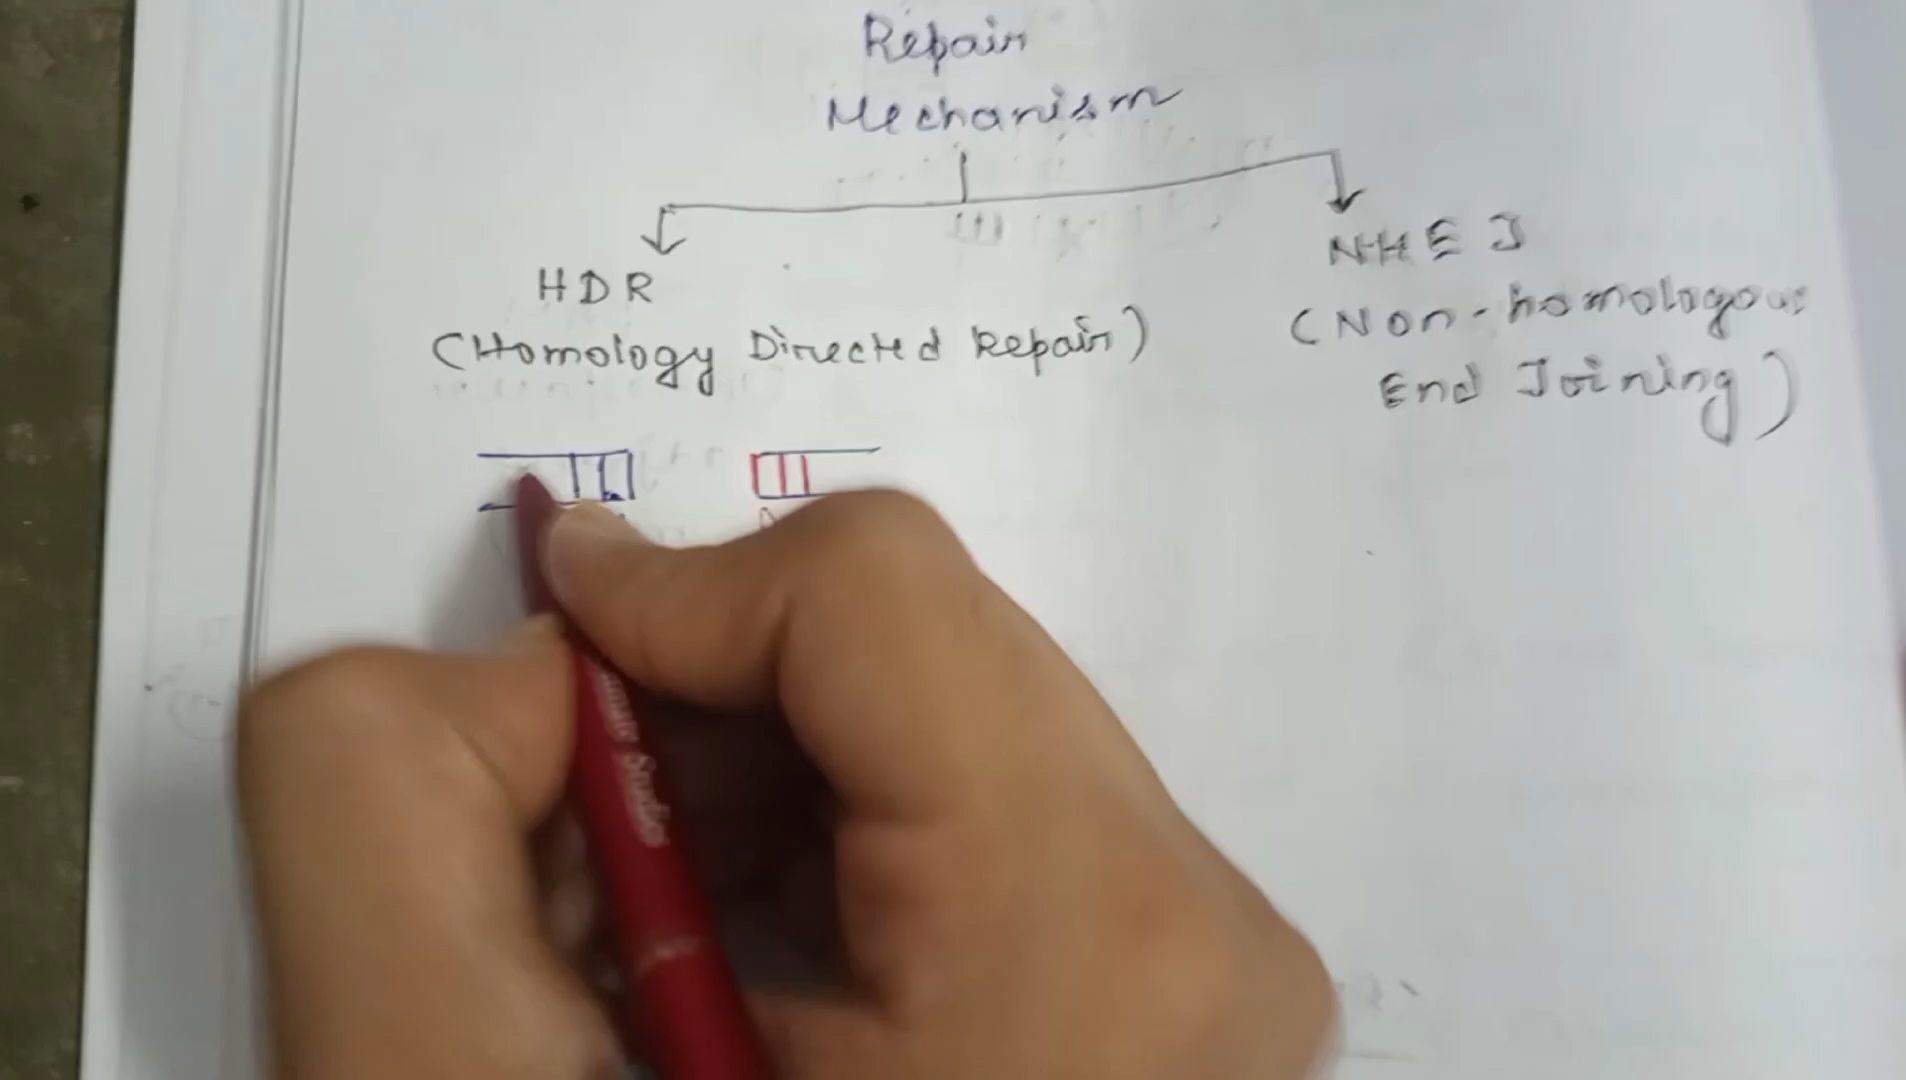 Repair
Mechanism
HDR
NHEJ
(Homology Directed Repair)
(Non-homologous
End Joining)